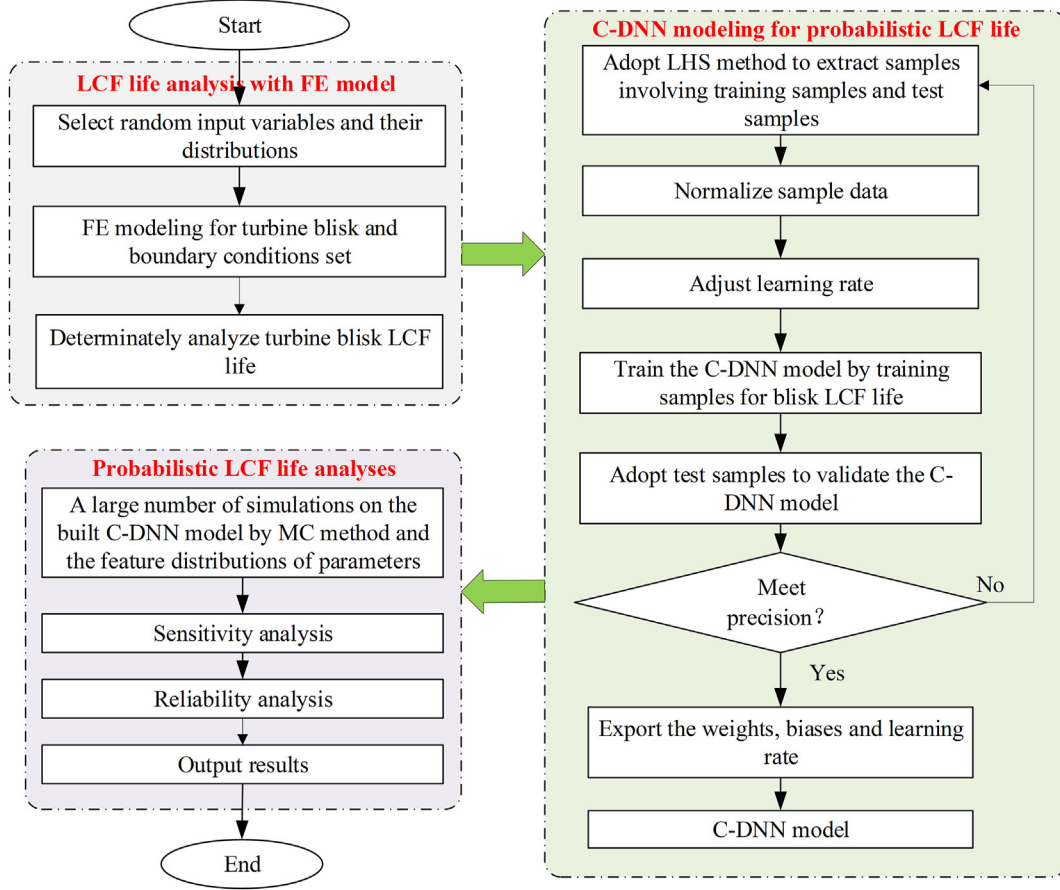 Start
LCF life analysis with FE model
Select random input variables and their
distributions
FE modeling for turbine blisk and
boundary conditions set
Determinately analyze turbine blisk LCF
life
C-DNN modeling for probabilistic LCF life
Adopt LHS method to extract samples
involving training samples and test
samples
Normalize sample data
Adjust learning rate
Train the C-DNN model by training
samples for blisk LCF life
Adopt test samples to validate the C-
DNN model
Meet
precision?
No
Yes
Export the weights, biases and learning
rate
C-DNN model
Probabilistic LCF life analyses
A large number of simulations on the
built C-DNN model by MC method and
the feature distributions of parameters
Sensitivity analysis
Reliability analysis
Output results
End